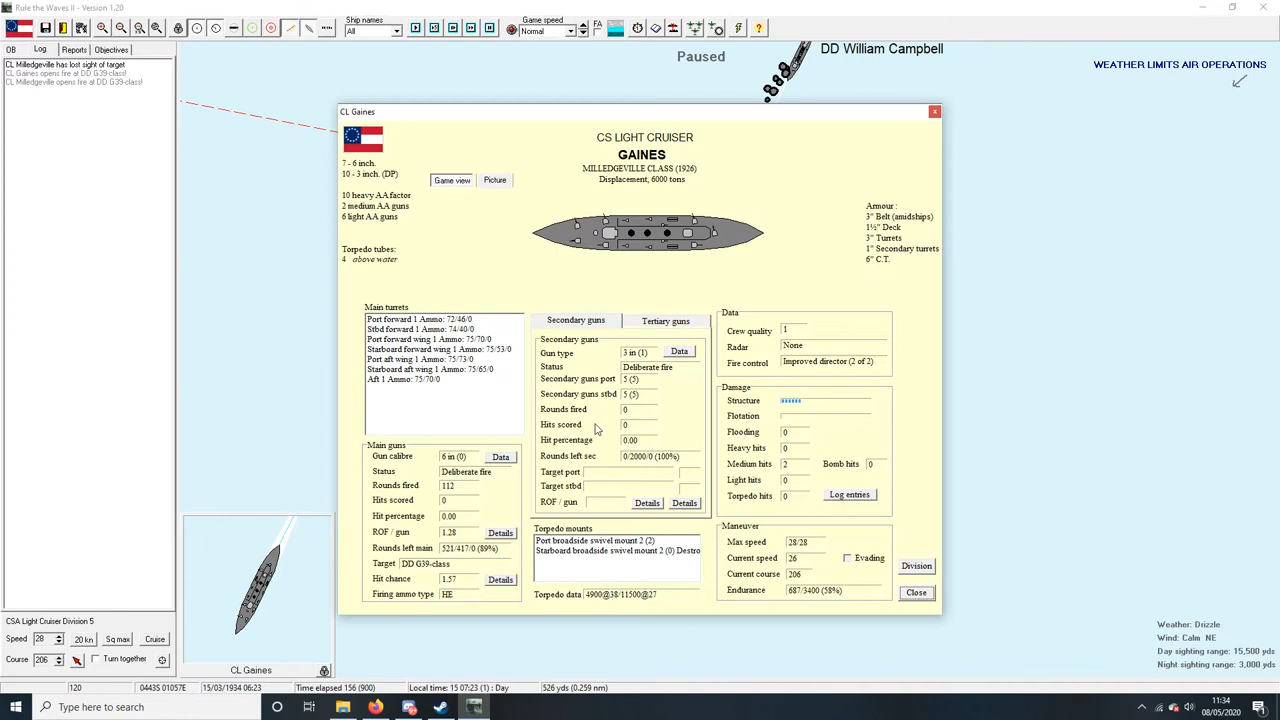 Rule the Waves II - Version 1.20
Ship names
All
Game speed
Normal
FA
OB
Log
Reports
Objectives
CL Milledgeville has lost sight of target
CL Gaines opens fire at DD G39-class!
CL Milledgeville opens fire at DD G39-class!
Paused
DD William Campbell
WEATHER LIMITS AIR OPERATIONS
CL Gaines
CS LIGHT CRUISER
GAINES
MILLEDGEVILLE CLASS (1926)
Displacement, 6000 tons
7 - 6 inch.
10 - 3 inch. (DP)
10 heavy AA factor
2 medium AA guns
6 light AA guns
Torpedo tubes:
4 above water
Game view
Picture
Armour :
3" Belt (amidships)
1½" Deck
3" Turrets
1" Secondary turrets
6" C.T.
Main turrets
Port forward 1 Ammo: 72/46/0
Stbd forward 1 Ammo: 74/40/0
Port forward wing 1 Ammo: 75/70/0
Starboard forward wing 1 Ammo: 75/53/0
Port aft wing 1 Ammo: 75/73/0
Starboard aft wing 1 Ammo: 75/65/0
Aft 1 Ammo: 75/70/0
Main guns
Gun calibre 6 in (0) Data
Status Deliberate fire
Rounds fired 112
Hits scored 0
Hit percentage 0.00
ROF / gun 1.28 Details
Rounds left main 521/417/0 (89%)
Target DD G39-class
Hit chance 1.57 Details
Firing ammo type HE
Secondary guns
Tertiary guns
Secondary guns
Gun type 3 in (1) Data
Status Deliberate fire
Secondary guns port 5 (5)
Secondary guns stbd 5 (5)
Rounds fired 0
Hits scored 0
Hit percentage 0.00
Rounds left sec 0/2000/0 (100%)
Target port
Target stbd
ROF / gun Details Details
Torpedo mounts
Port broadside swivel mount 2 (2)
Starboard broadside swivel mount 2 (0) Destro
Torpedo data 4900@38/11500@27
Data
Crew quality 1
Radar None
Fire control Improved director (2 of 2)
Damage
Structure
Flotation
Flooding 0
Heavy hits 0
Medium hits 2 Bomb hits 0
Light hits 0
Torpedo hits 0 Log entries
Maneuver
Max speed 28/28
Current speed 26 Evading
Current course 206
Endurance 687/3400 (58%)
Division
Close
CSA Light Cruiser Division 5
Speed 28 20 kn Sq max Cruise
Course 206 Turn together
CL Gaines
Weather: Drizzle
Wind: Calm NE
Day sighting range: 15,500 yds
Night sighting range: 3,000 yds
120
0443S 01057E
15/03/1934 06:23
Time elapsed 156 (900)
Local time: 15 07:23 (1) : Day
526 yds (0.259 nm)
Type here to search
11:34
08/05/2020